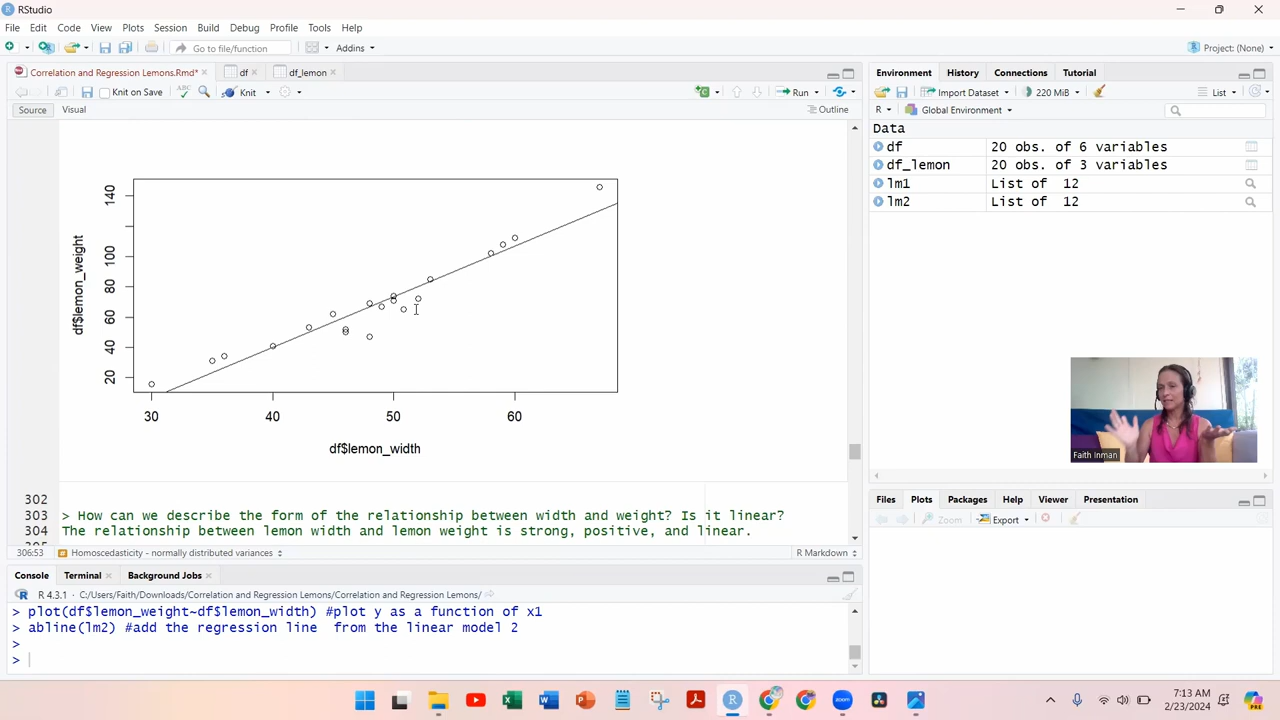 RStudio
File Edit Code View Plots Session Build Debug Profile Tools Help
Go to file/function Addins Project: (None)
Correlation and Regression Lemons.Rmd* df df_lemon
Knit on Save Knit Run
Source Visual Outline
140
100
80
60
40
20
df$lemon_weight
30 40 50 60
df$lemon_width
302
303 > How can we describe the form of the relationship between width and weight? Is it linear?
304 The relationship between lemon width and lemon weight is strong, positive, and linear.
306:53 Homoscedasticity - normally distributed variances R Markdown
Console Terminal Background Jobs
R 4.3.1 · C:/Users/Faith/Downloads/Correlation and Regression Lemons/Correlation and Regression Lemons/
> plot(df$lemon_weight~df$lemon_width) #plot y as a function of x1
> abline(lm2) #add the regression line from the linear model 2
>
>
Environment History Connections Tutorial
Import Dataset 220 MiB List
R Global Environment
Data
df 20 obs. of 6 variables
df_lemon 20 obs. of 3 variables
lm1 List of 12
lm2 List of 12
Faith Inman
Files Plots Packages Help Viewer Presentation
Zoom Export
7:13 AM
2/23/2024